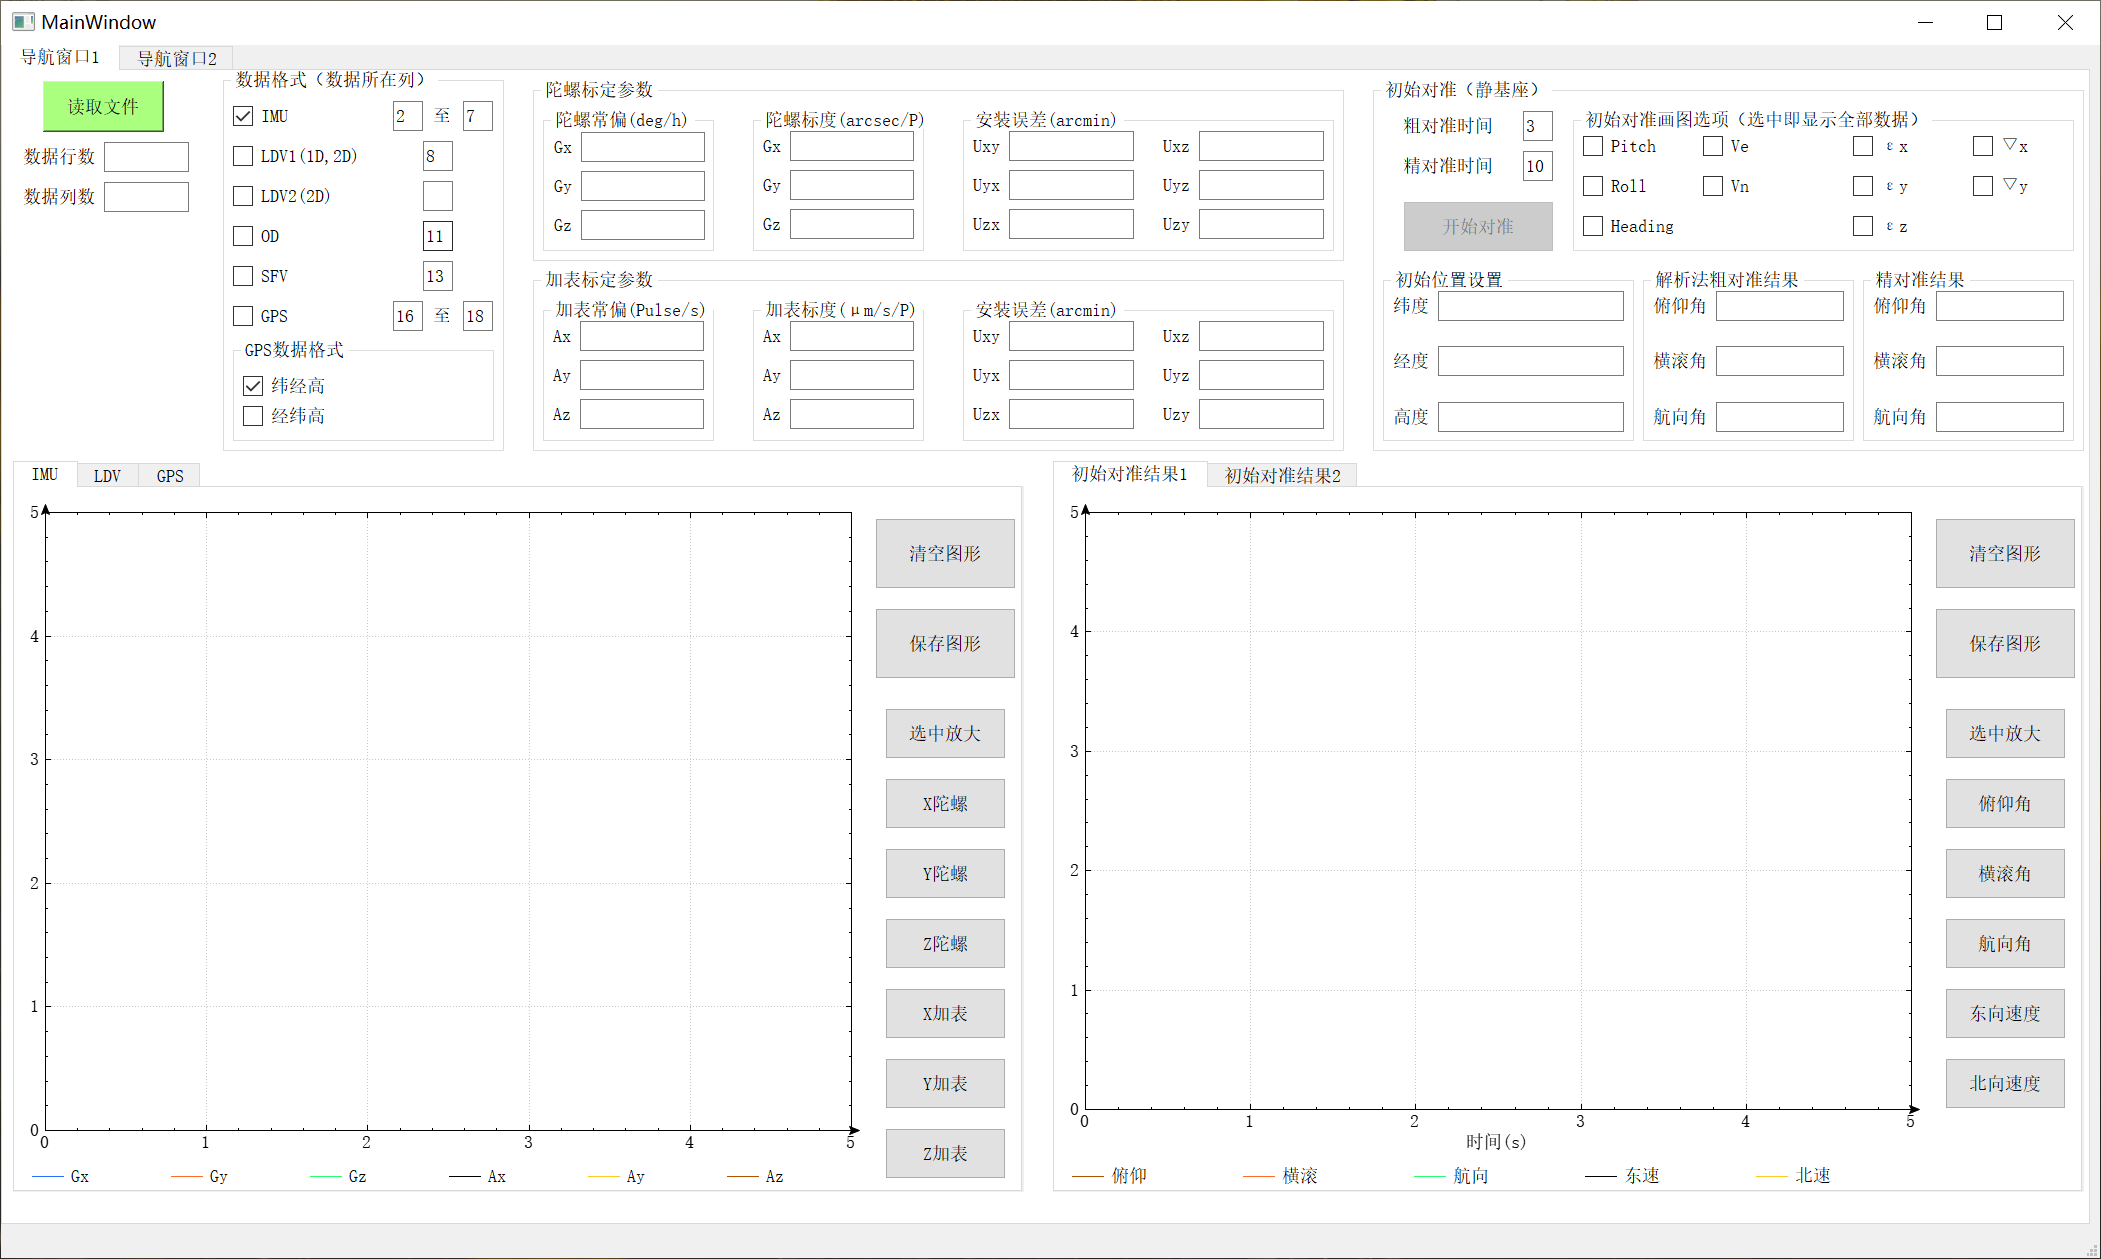 MainWindow
导航窗口1 导航窗口2
读取文件
数据行数
数据列数
数据格式（数据所在列）
IMU 2 至 7
LDV1(1D,2D) 8
LDV2(2D)
OD 11
SFV 13
GPS 16 至 18
GPS数据格式
纬经高
经纬高
陀螺标定参数
陀螺常偏(deg/h) 陀螺标度(arcsec/P) 安装误差(arcmin)
Gx Gx Uxy Uxz
Gy Gy Uyx Uyz
Gz Gz Uzx Uzy
加表标定参数
加表常偏(Pulse/s) 加表标度(μm/s/P) 安装误差(arcmin)
Ax Ax Uxy Uxz
Ay Ay Uyx Uyz
Az Az Uzx Uzy
初始对准（静基座）
粗对准时间 3
精对准时间 10
开始对准
初始对准画图选项（选中即显示全部数据）
Pitch Ve εx ▽x
Roll Vn εy ▽y
Heading εz
初始位置设置 解析法粗对准结果 精对准结果
纬度 俯仰角 俯仰角
经度 横滚角 横滚角
高度 航向角 航向角
IMU LDV GPS
5
4
3
2
1
0
0 1 2 3 4 5
Gx Gy Gz Ax Ay Az
清空图形
保存图形
选中放大
X陀螺
Y陀螺
Z陀螺
X加表
Y加表
Z加表
初始对准结果1 初始对准结果2
5
4
3
2
1
0
0 1 2 3 4 5
时间(s)
俯仰 横滚 航向 东速 北速
清空图形
保存图形
选中放大
俯仰角
横滚角
航向角
东向速度
北向速度